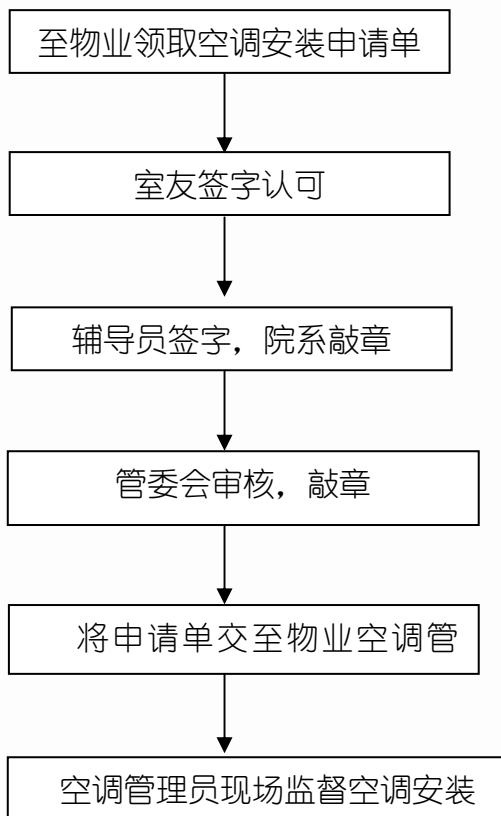 至物业领取空调安装申请单
室友签字认可
辅导员签字，院系敲章
管委会审核，敲章
将申请单交至物业空调管
空调管理员现场监督空调安装